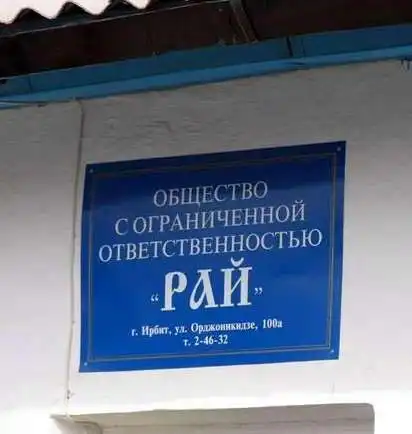 ОБЩЕСТВО
С ОГРАНИЧЕННОЙ
ОТВЕТСТВЕННОСТЬЮ
“РАЙ”
г. Ирбит, ул. Орджоникидзе, 100а
т. 2-46-32